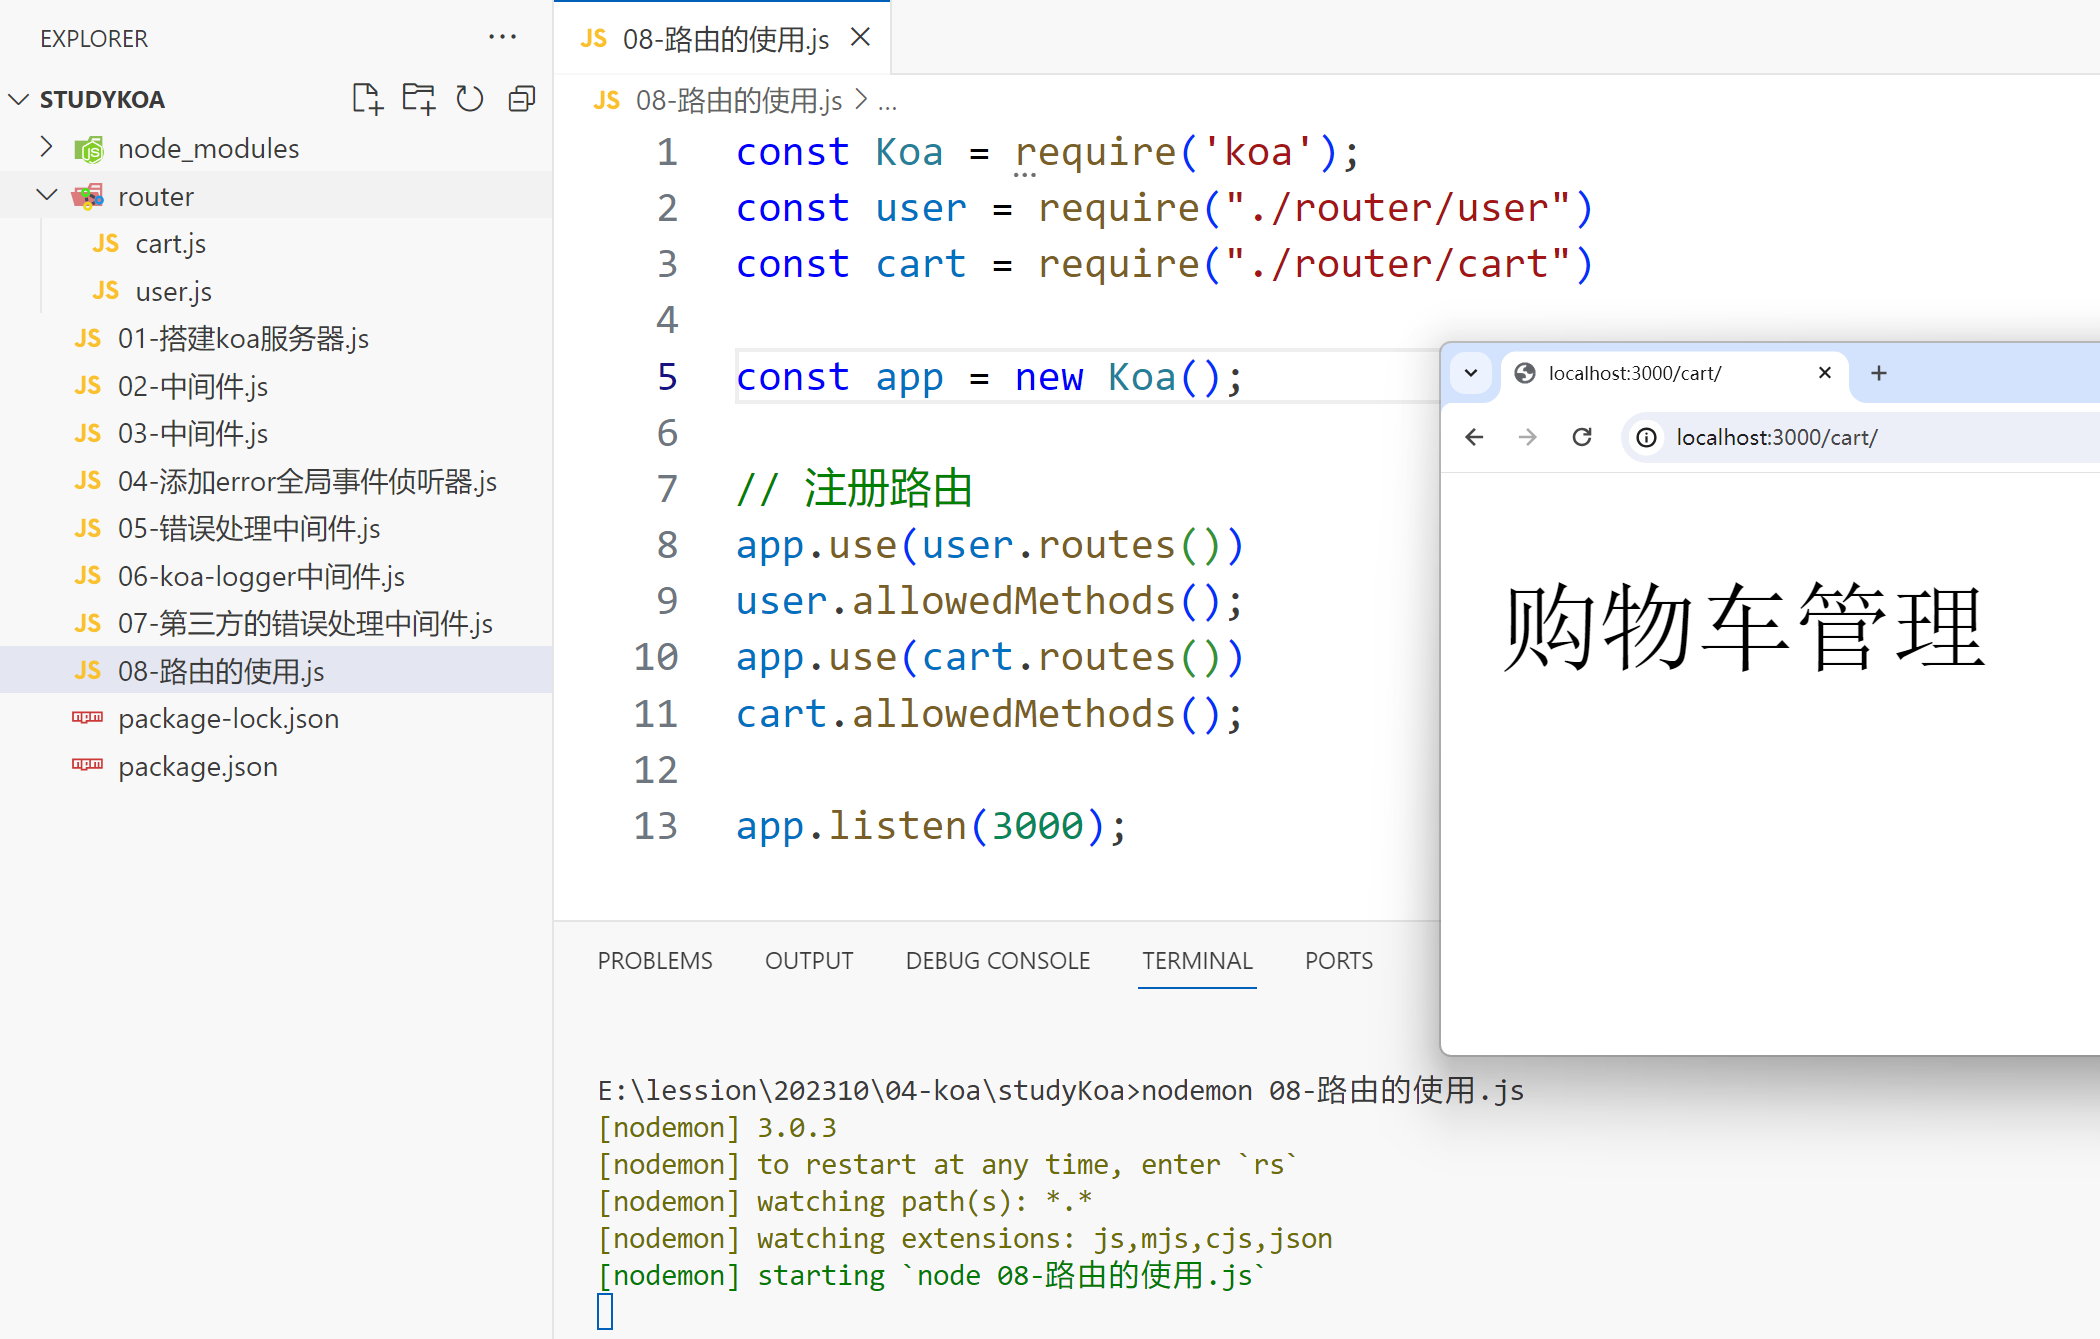 EXPLORER
STUDYKOA
node_modules
router
JS cart.js
JS user.js
JS 01-搭建koa服务器.js
JS 02-中间件.js
JS 03-中间件.js
JS 04-添加error全局事件侦听器.js
JS 05-错误处理中间件.js
JS 06-koa-logger中间件.js
JS 07-第三方的错误处理中间件.js
JS 08-路由的使用.js
package-lock.json
package.json
JS 08-路由的使用.js
JS 08-路由的使用.js > ...
1 const Koa = require('koa');
2 const user = require("./router/user")
3 const cart = require("./router/cart")
4
5 const app = new Koa();
6
7 // 注册路由
8 app.use(user.routes())
9 user.allowedMethods();
10 app.use(cart.routes())
11 cart.allowedMethods();
12
13 app.listen(3000);
localhost:3000/cart/
localhost:3000/cart/
购物车管理
PROBLEMS OUTPUT DEBUG CONSOLE TERMINAL PORTS
E:\lession\202310\04-koa\studyKoa>nodemon 08-路由的使用.js
[nodemon] 3.0.3
[nodemon] to restart at any time, enter `rs`
[nodemon] watching path(s): *.*
[nodemon] watching extensions: js,mjs,cjs,json
[nodemon] starting `node 08-路由的使用.js`